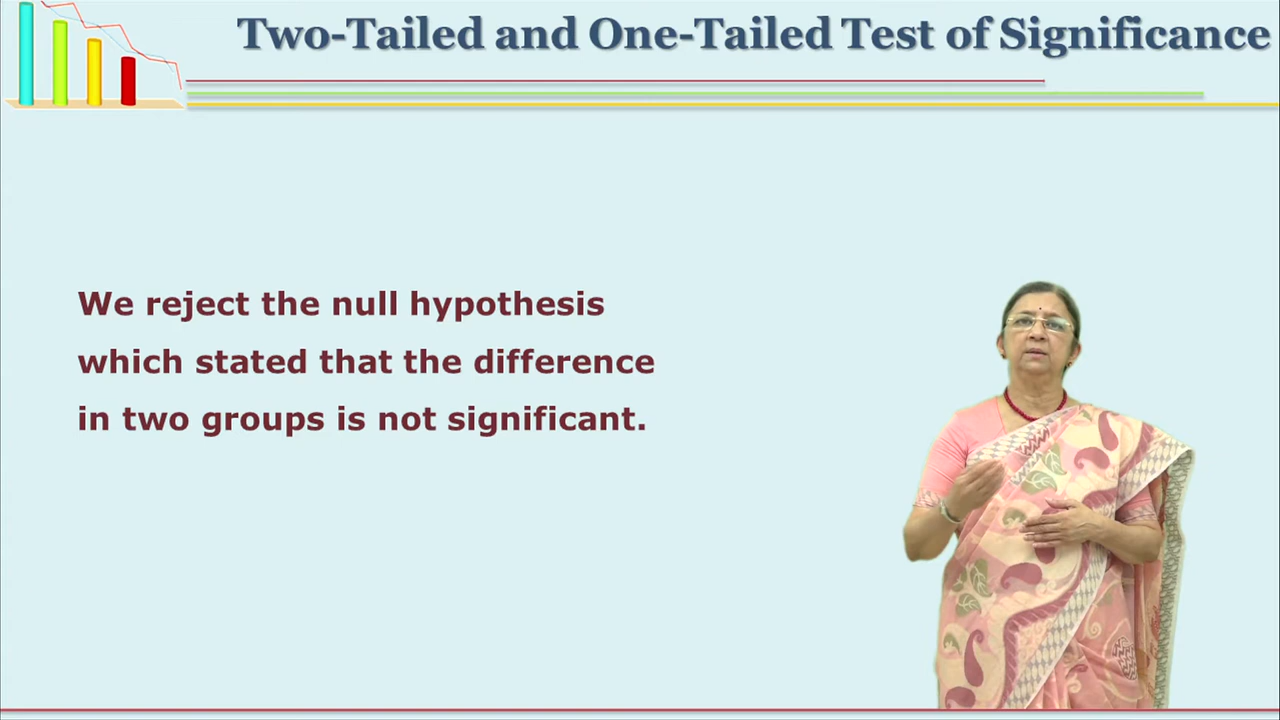 Two-Tailed and One-Tailed Test of Significance
We reject the null hypothesis
which stated that the difference
in two groups is not significant.